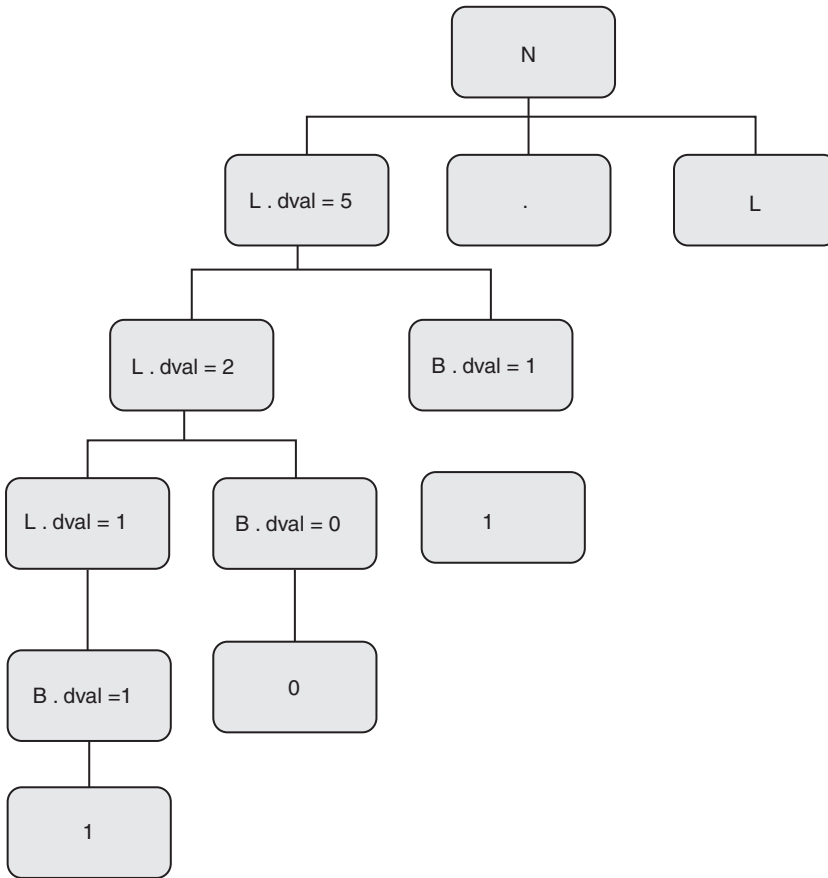 N
L . dval = 5
.
L
L . dval = 2
B . dval = 1
L . dval = 1
B . dval = 0
1
B . dval =1
0
1